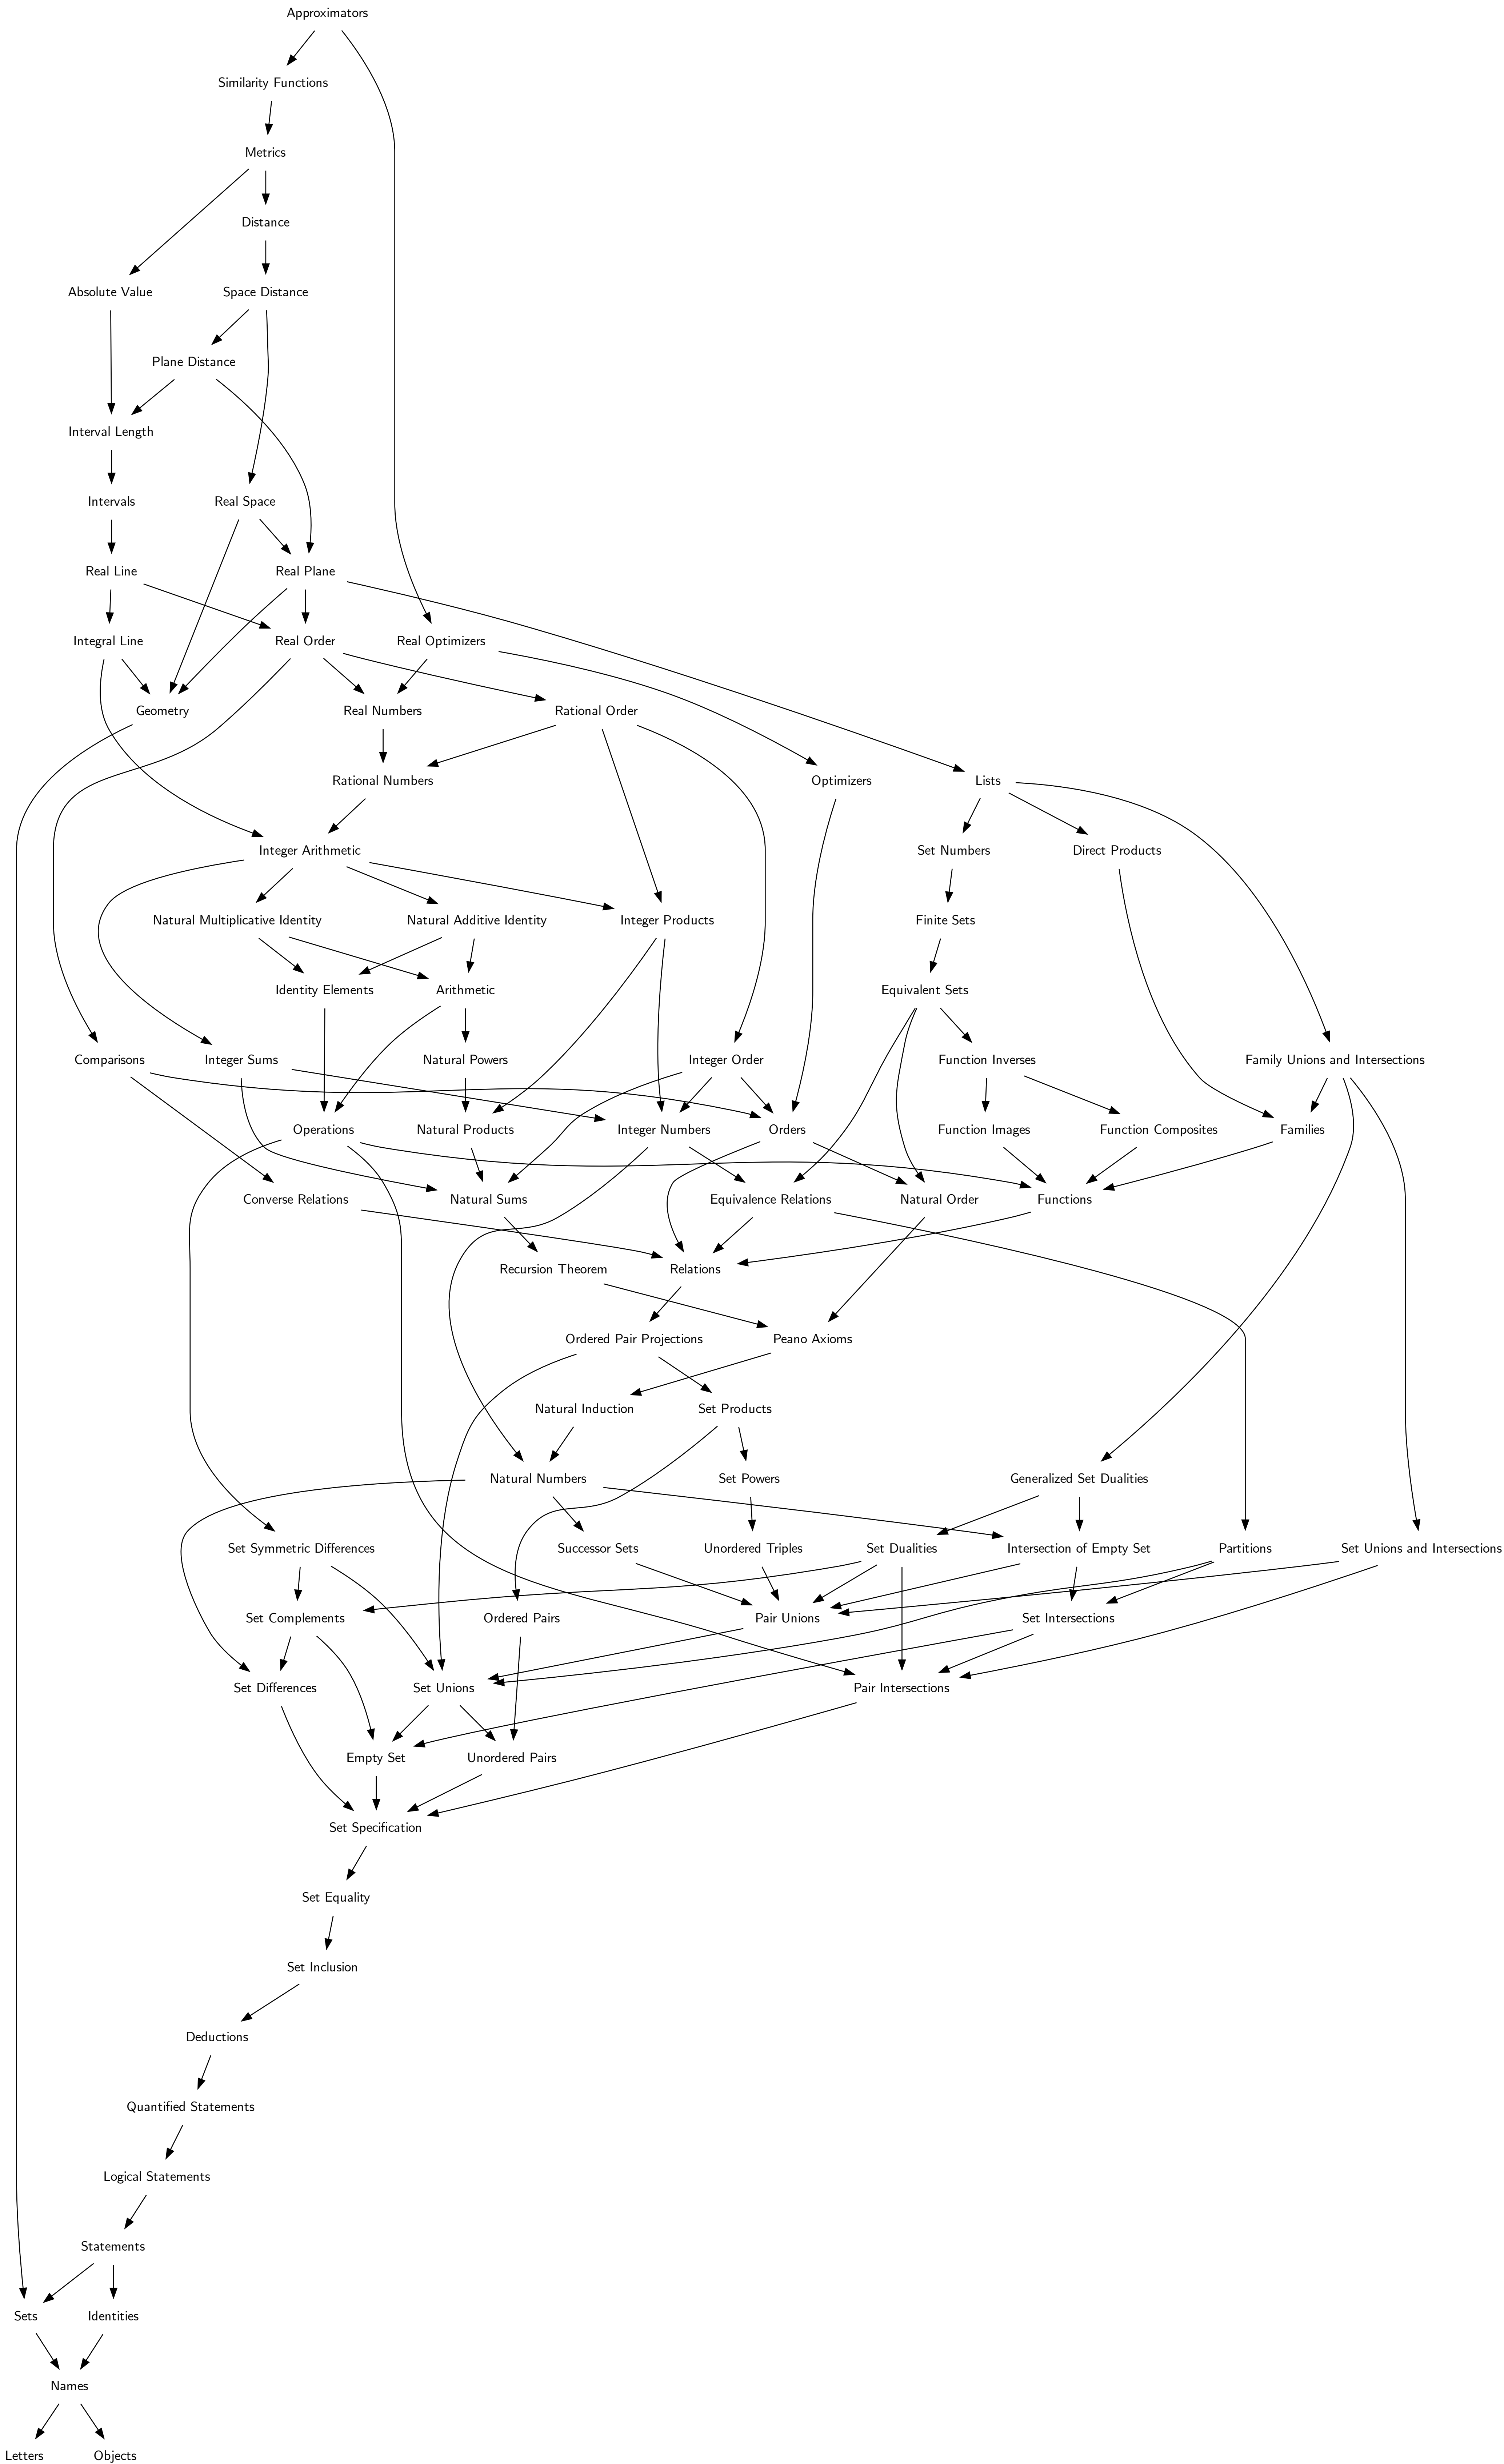 Approximators
Similarity Functions
Metrics
Distance
Absolute Value
Space Distance
Plane Distance
Interval Length
Intervals
Real Space
Real Line
Real Plane
Integral Line
Real Order
Real Optimizers
Geometry
Real Numbers
Rational Order
Rational Numbers
Optimizers
Lists
Integer Arithmetic
Set Numbers
Direct Products
Natural Multiplicative Identity
Natural Additive Identity
Integer Products
Finite Sets
Identity Elements
Arithmetic
Equivalent Sets
Comparisons
Integer Sums
Natural Powers
Integer Order
Function Inverses
Family Unions and Intersections
Operations
Natural Products
Integer Numbers
Orders
Function Images
Function Composites
Families
Converse Relations
Natural Sums
Equivalence Relations
Natural Order
Functions
Recursion Theorem
Relations
Ordered Pair Projections
Peano Axioms
Natural Induction
Set Products
Natural Numbers
Set Powers
Generalized Set Dualities
Set Symmetric Differences
Successor Sets
Unordered Triples
Set Dualities
Intersection of Empty Set
Partitions
Set Unions and Intersections
Set Complements
Ordered Pairs
Pair Unions
Set Intersections
Set Differences
Set Unions
Pair Intersections
Empty Set
Unordered Pairs
Set Specification
Set Equality
Set Inclusion
Deductions
Quantified Statements
Logical Statements
Statements
Sets
Identities
Names
Letters
Objects